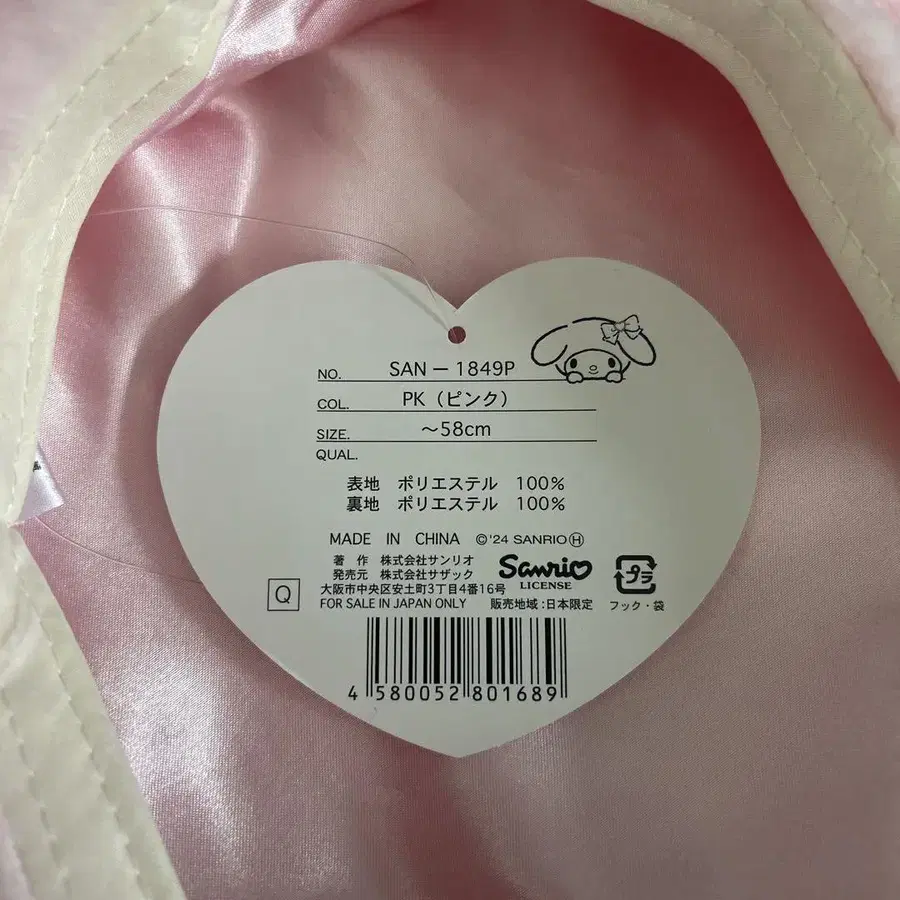 NO. SAN－1849P
COL. PK（ピンク）
SIZE. ～58cm
QUAL.
表地 ポリエステル 100%
裏地 ポリエステル 100%
MADE IN CHINA ©'24 SANRIO Ⓗ
著 作 株式会社サンリオ
発売元 株式会社サザック
Sanrio
LICENSE
プラ
大阪市中央区安土町3丁目4番16号
Q
FOR SALE IN JAPAN ONLY 販売地域:日本限定
フック・袋
4 580052 801689